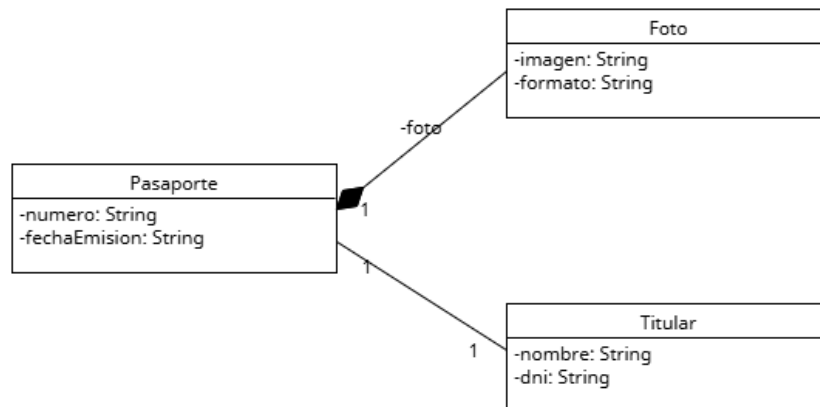 Foto
-imagen: String
-formato: String
-foto
Pasaporte
-numero: String
-fechaEmision: String
1
1
1
Titular
-nombre: String
-dni: String